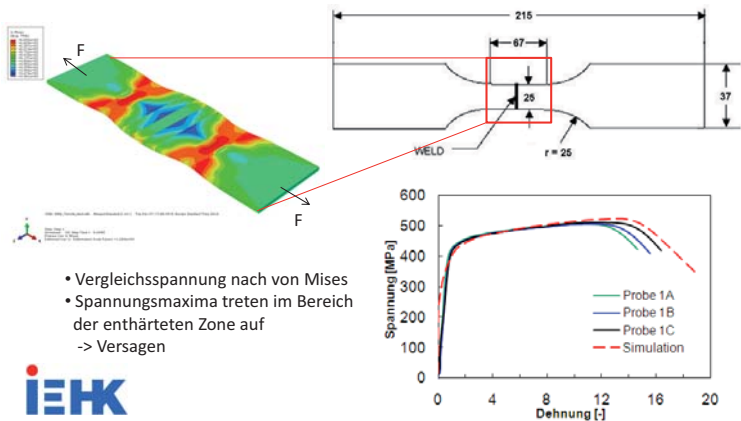 F
F
215
67
25
37
WELD
r = 25
• Vergleichsspannung nach von Mises
• Spannungsmaxima treten im Bereich
der enthärteten Zone auf
-> Versagen
iEHK
Spannung [MPa]
600
500
400
300
200
100
0
Probe 1A
Probe 1B
Probe 1C
Simulation
0
4
8
12
16
20
Dehnung [-]